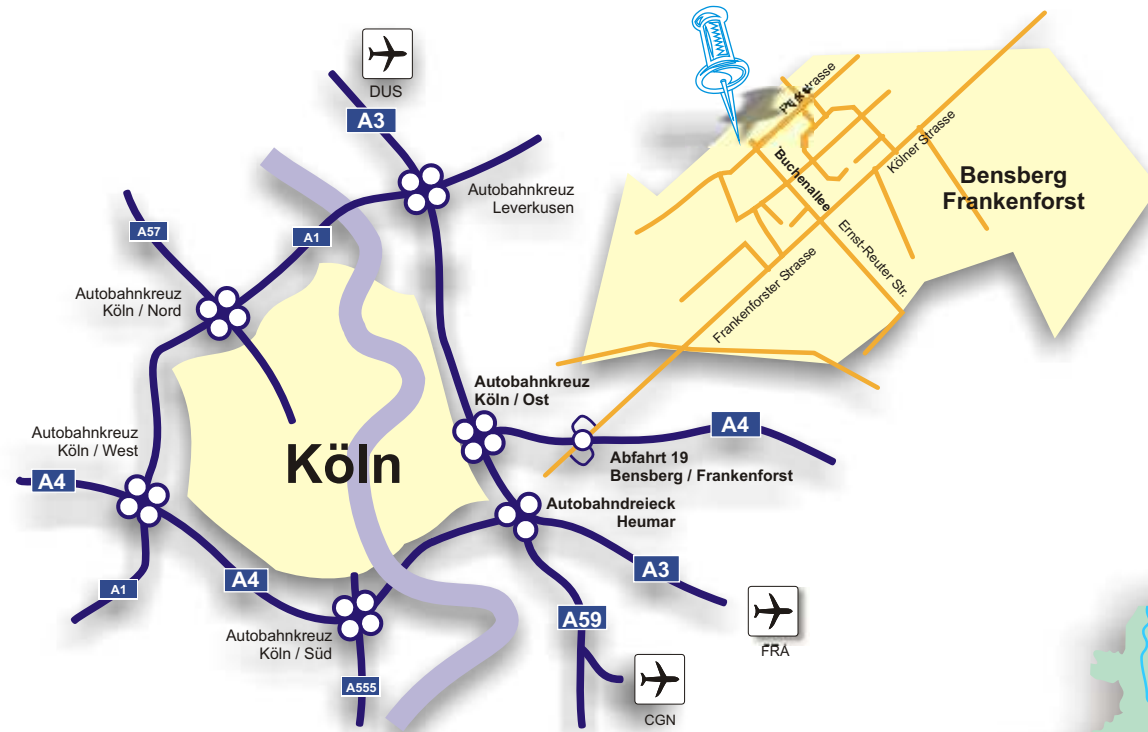 DUS
A3
Autobahnkreuz
Leverkusen
A57
A1
Autobahnkreuz
Köln / Nord
Buchenallee
Kölner Strasse
Bensberg
Frankenforst
Ernst-Reuter Str.
Frankenforster Strasse
Autobahnkreuz
Köln / Ost
A4
Abfahrt 19
Bensberg / Frankenforst
Autobahnkreuz
Köln / West
A4
Köln
Autobahndreieck
Heumar
A1
A4
A3
A59
Autobahnkreuz
Köln / Süd
A555
FRA
CGN